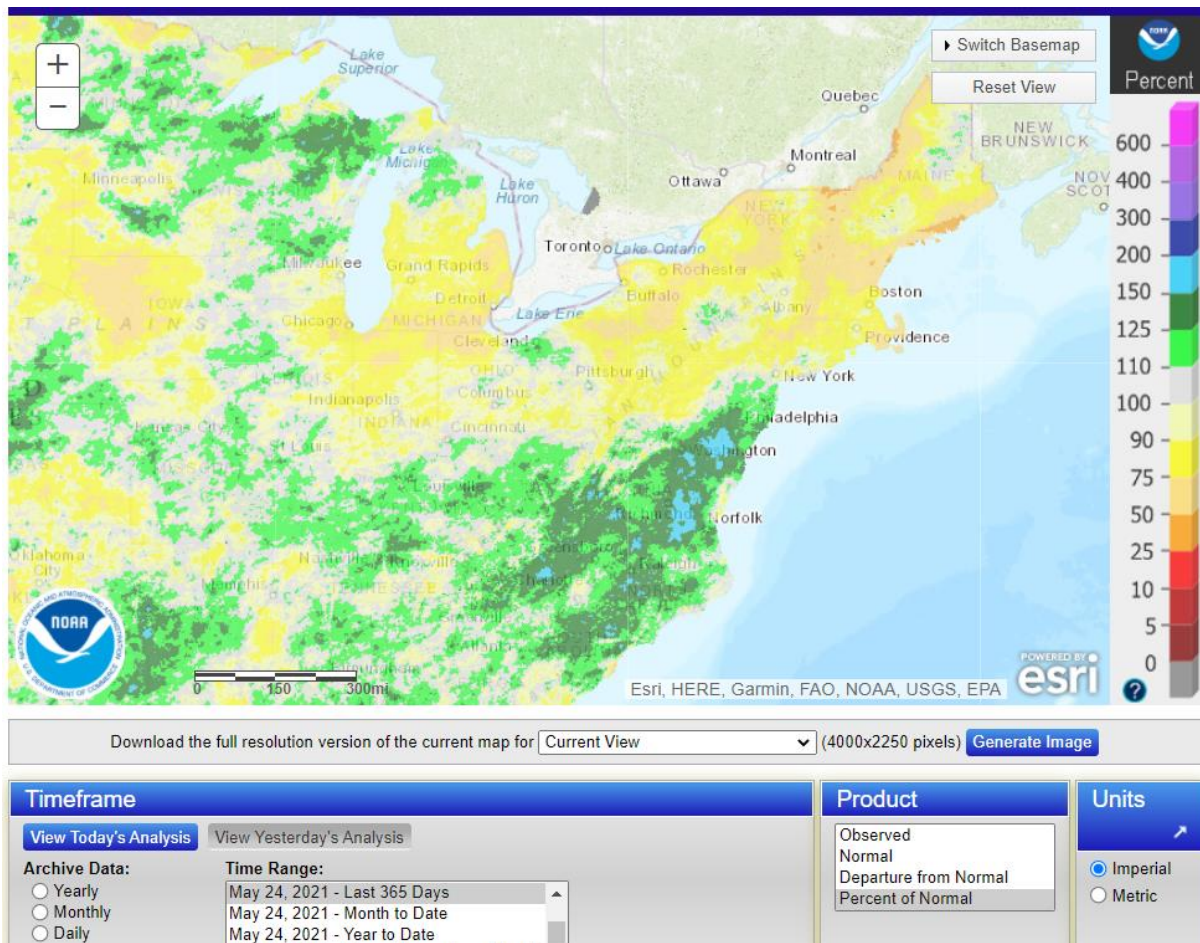 +
−
Lake
Superior
Switch Basemap
Reset View
NOAA
Percent
Quebec
NEW
BRUNSWICK
600
Montreal
Lake
Minneapolis
Ottawa
MAINE
NOV
SCOT
400
Lake
Huron
NEW
YORK
300
Toronto
Lake Ontario
200
Milwaukee
Grand Rapids
Rochester
Detroit
Buffalo
Boston
150
IOWA
Albany
PLAINS
Chicago
MICHIGAN
Lake Erie
125
Cleveland
Providence
OHIO
Pittsburgh
New York
110
Indianapolis
Columbus
100
INDIANA
Cincinnati
Philadelphia
90
Washington
75
Norfolk
50
Oklahoma
City
25
Memphis
10
NOAA
5
Atlanta
0
0 150 300mi
POWERED BY
esri
Esri, HERE, Garmin, FAO, NOAA, USGS, EPA
?
Download the full resolution version of the current map for Current View (4000x2250 pixels) Generate Image
Timeframe
View Today's Analysis View Yesterday's Analysis
Archive Data:
Yearly
Monthly
Daily
Time Range:
May 24, 2021 - Last 365 Days
May 24, 2021 - Month to Date
May 24, 2021 - Year to Date
Product
Observed
Normal
Departure from Normal
Percent of Normal
Units
Imperial
Metric